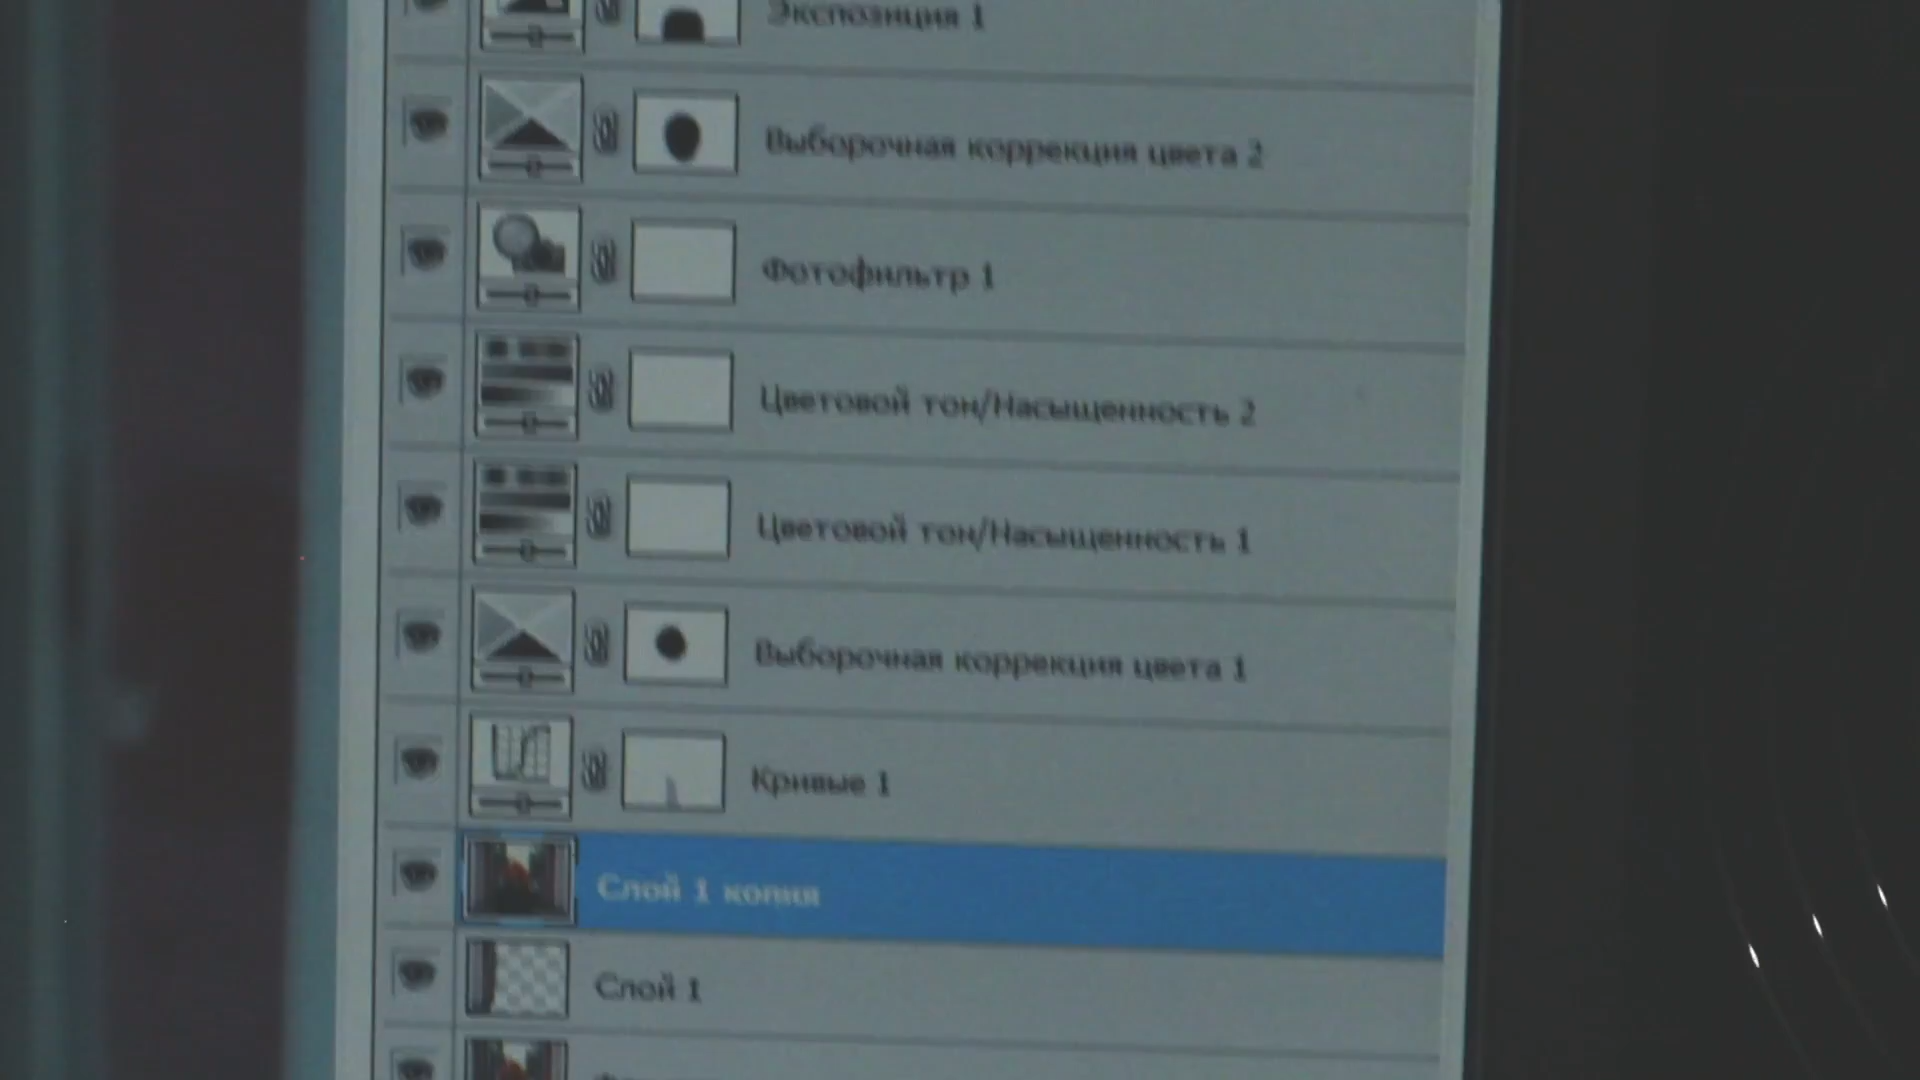 Экспозиция 1
Выборочная коррекция цвета 2
Фотофильтр 1
Цветовой тон/Насыщенность 2
Цветовой тон/Насыщенность 1
Выборочная коррекция цвета 1
Кривые 1
Слой 1 копия
Слой 1